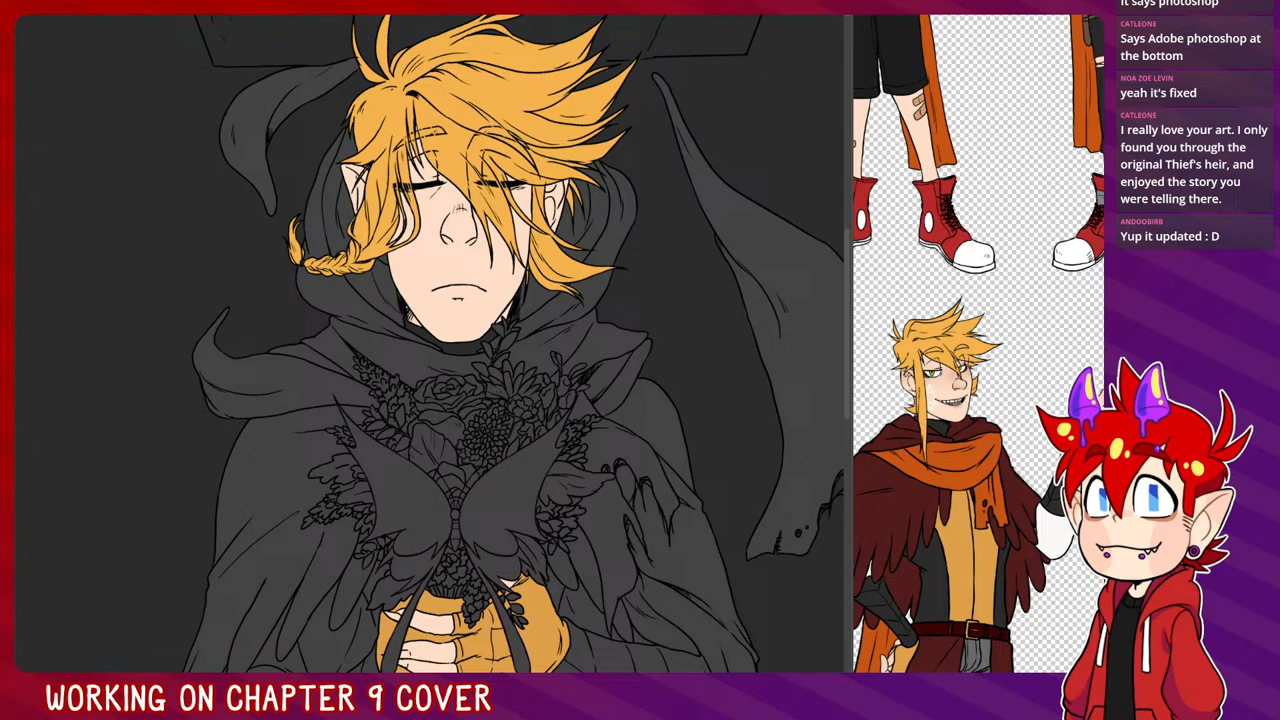 It says photoshop
CATLEONE
Says Adobe photoshop at
the bottom
NOA ZOE LEVIN
yeah it's fixed
CATLEONE
I really love your art. I only
found you through the
original Thief's heir, and
enjoyed the story you
were telling there.
ANDOOBIRB
Yup it updated : D
WORKING ON CHAPTER 9 COVER